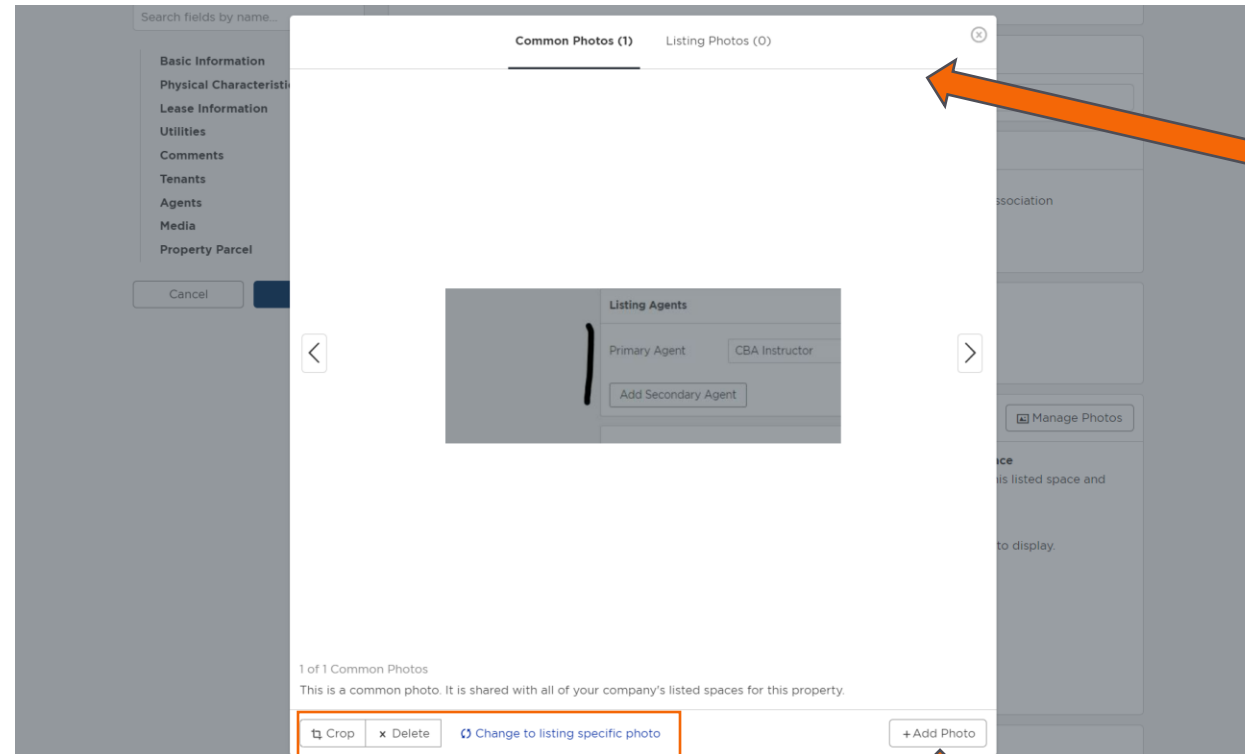 Search fields by name...
Basic Information
Physical Characteristi
Lease Information
Utilities
Comments
Tenants
Agents
Media
Property Parcel
Cancel
Common Photos (1) Listing Photos (0)
Listing Agents
Primary Agent CBA Instructor
Add Secondary Agent
1 of 1 Common Photos
This is a common photo. It is shared with all of your company's listed spaces for this property.
Crop x Delete Change to listing specific photo
+Add Photo
ssociation
Manage Photos
ace
his listed space and
to display.